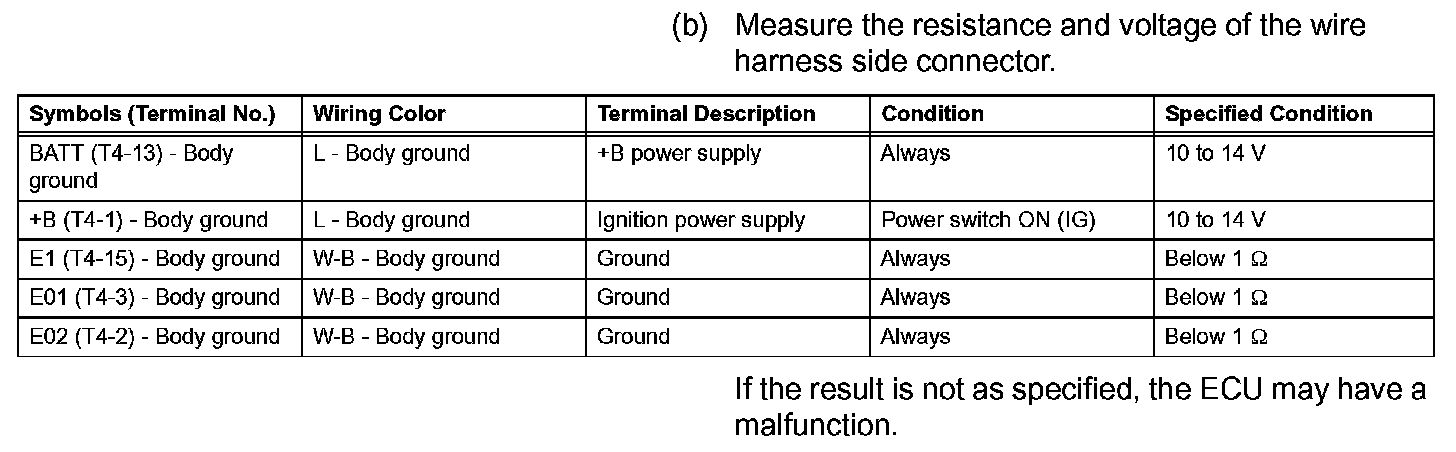 (b) Measure the resistance and voltage of the wire
harness side connector.
Symbols (Terminal No.) Wiring Color Terminal Description Condition Specified Condition
BATT (T4-13) - Body L - Body ground +B power supply Always 10 to 14 V
ground
+B (T4-1) - Body ground L - Body ground Ignition power supply Power switch ON (IG) 10 to 14 V
E1 (T4-15) - Body ground W-B - Body ground Ground Always Below 1 Ω
E01 (T4-3) - Body ground W-B - Body ground Ground Always Below 1 Ω
E02 (T4-2) - Body ground W-B - Body ground Ground Always Below 1 Ω
If the result is not as specified, the ECU may have a
malfunction.